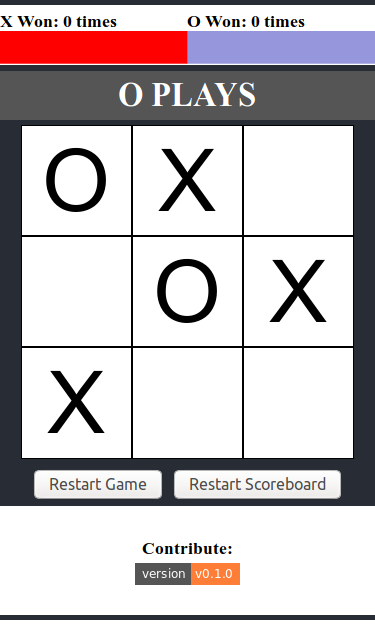 X Won: 0 times O Won: 0 times
O PLAYS
O X
O X
X
Restart Game Restart Scoreboard
Contribute:
version v0.1.0